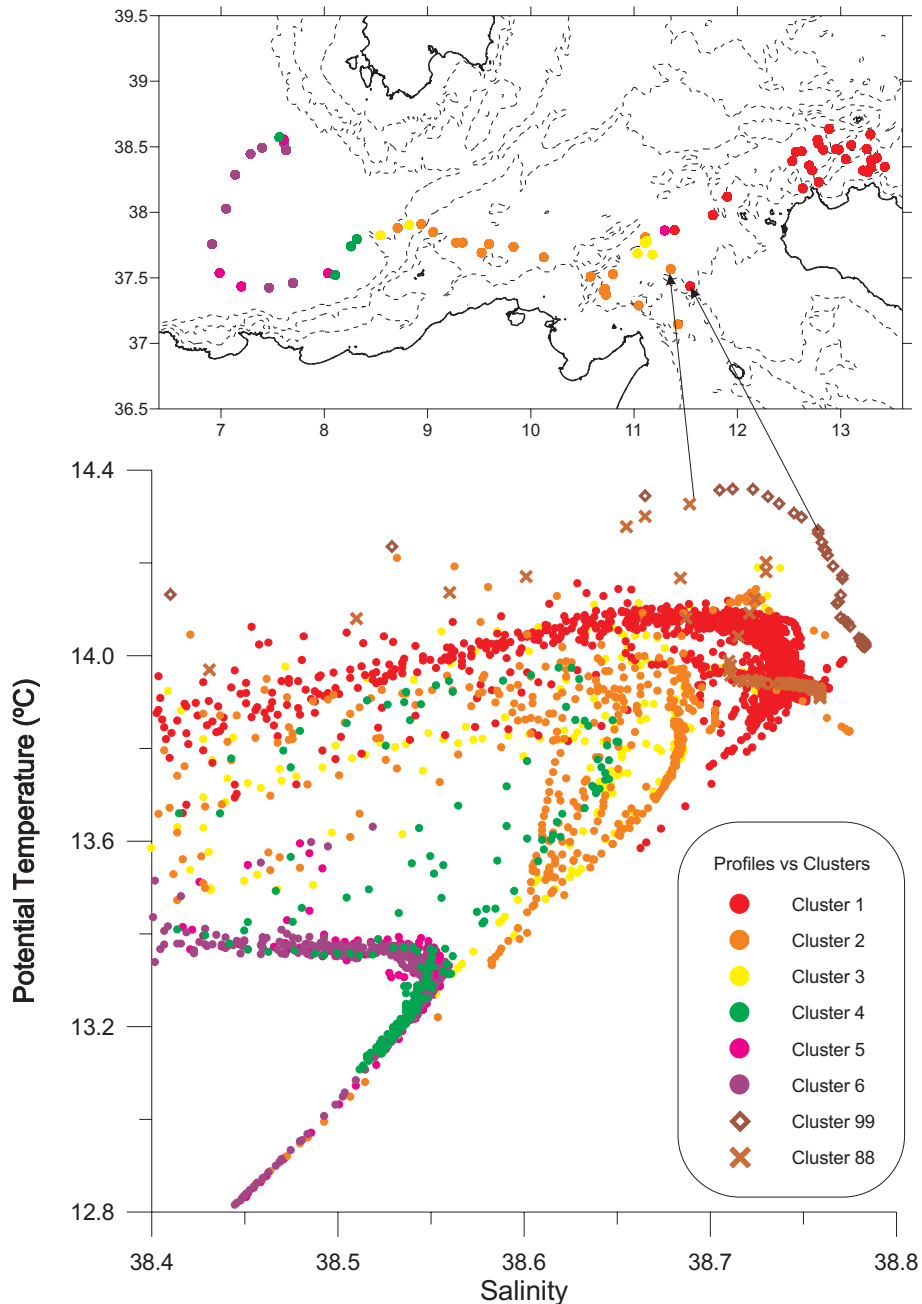 39.5
39
38.5
38
37.5
37
36.5
7 8 9 10 11 12 13
14.4
14.0
13.6
13.2
12.8
Potential Temperature (ºC)
Profiles vs Clusters
Cluster 1
Cluster 2
Cluster 3
Cluster 4
Cluster 5
Cluster 6
Cluster 99
Cluster 88
38.4 38.5 38.6 38.7 38.8
Salinity